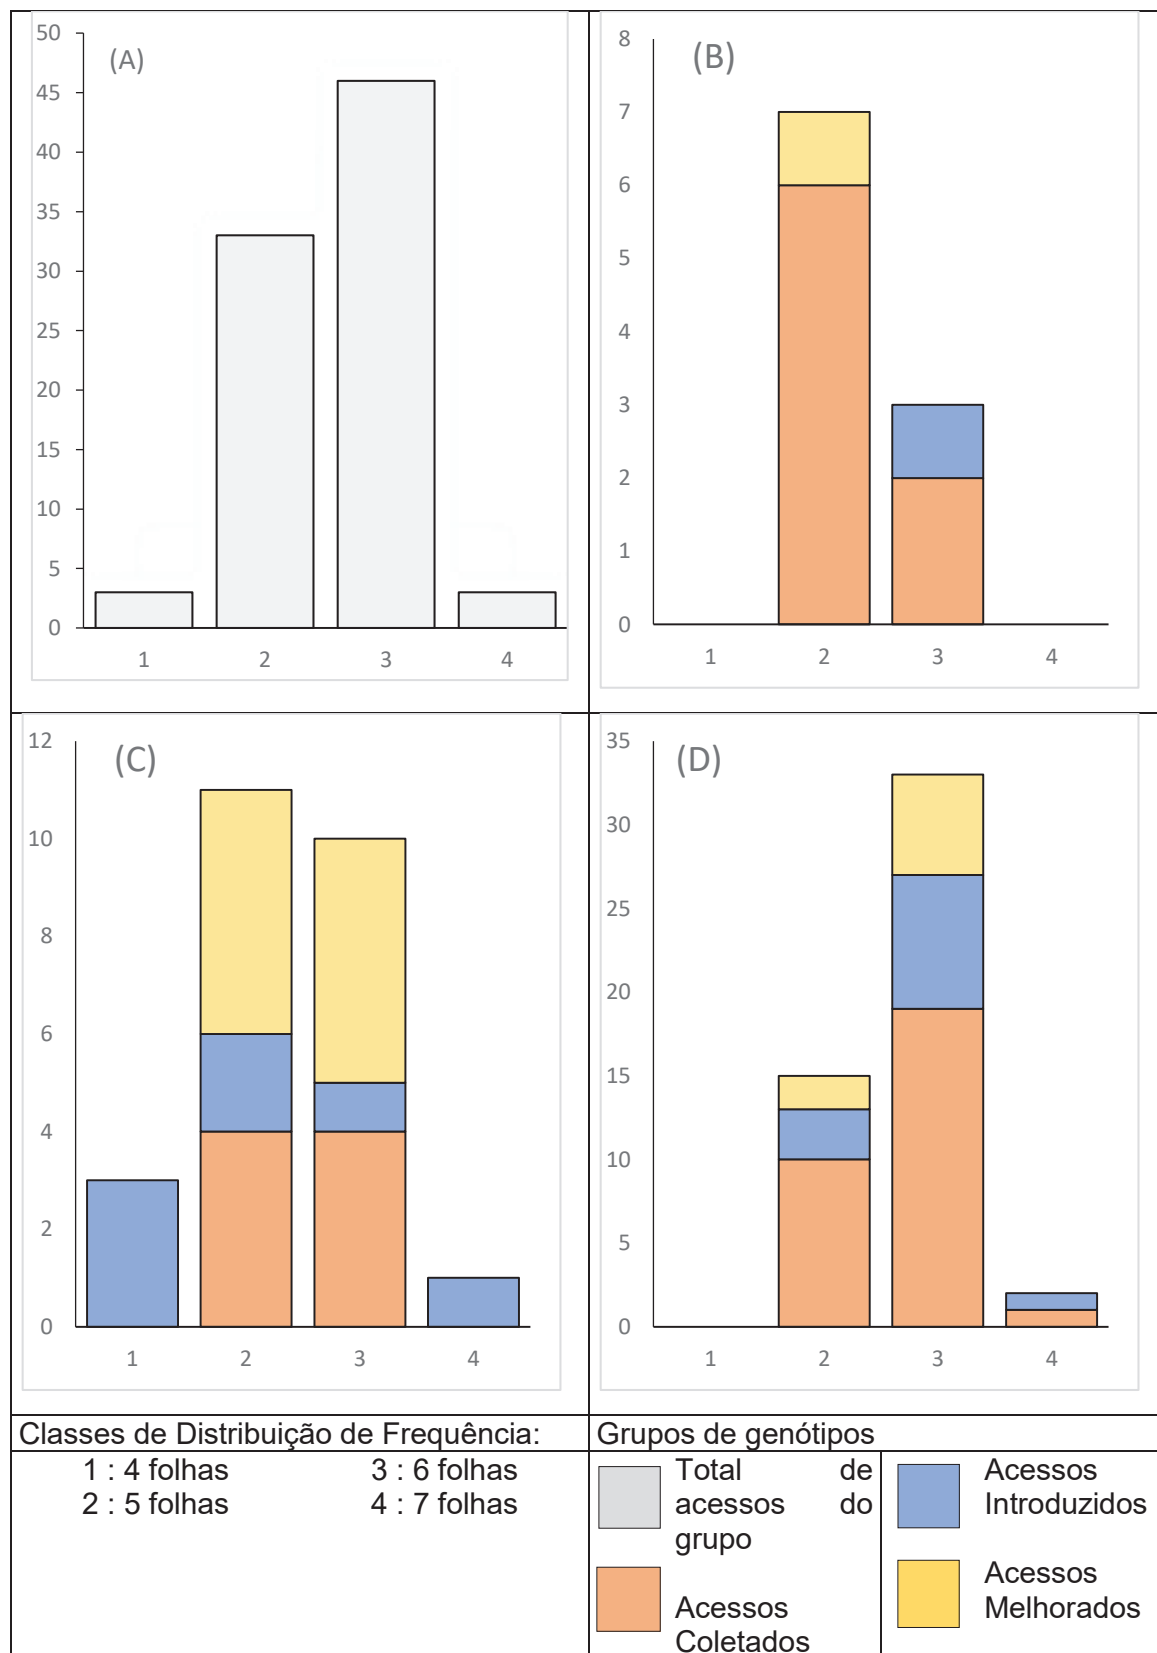 (A)
50
45
40
35
30
25
20
15
10
5
0
1 2 3 4
(B)
8
7
6
5
4
3
2
1
0
1 2 3 4
(C)
12
10
8
6
4
2
0
1 2 3 4
(D)
35
30
25
20
15
10
5
0
1 2 3 4
Classes de Distribuição de Frequência:
1 : 4 folhas 3 : 6 folhas
2 : 5 folhas 4 : 7 folhas
Grupos de genótipos
Total de
acessos do
grupo
Acessos
Coletados
Acessos
Introduzidos
Acessos
Melhorados